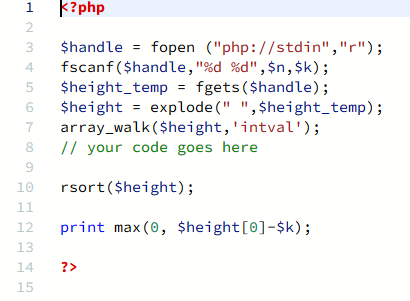 1 <?php
2
3 $handle = fopen ("php://stdin","r");
4 fscanf($handle,"%d %d",$n,$k);
5 $height_temp = fgets($handle);
6 $height = explode(" ",$height_temp);
7 array_walk($height,'intval');
8 // your code goes here
9
10 rsort($height);
11
12 print max(0, $height[0]-$k);
13
14 ?>
15